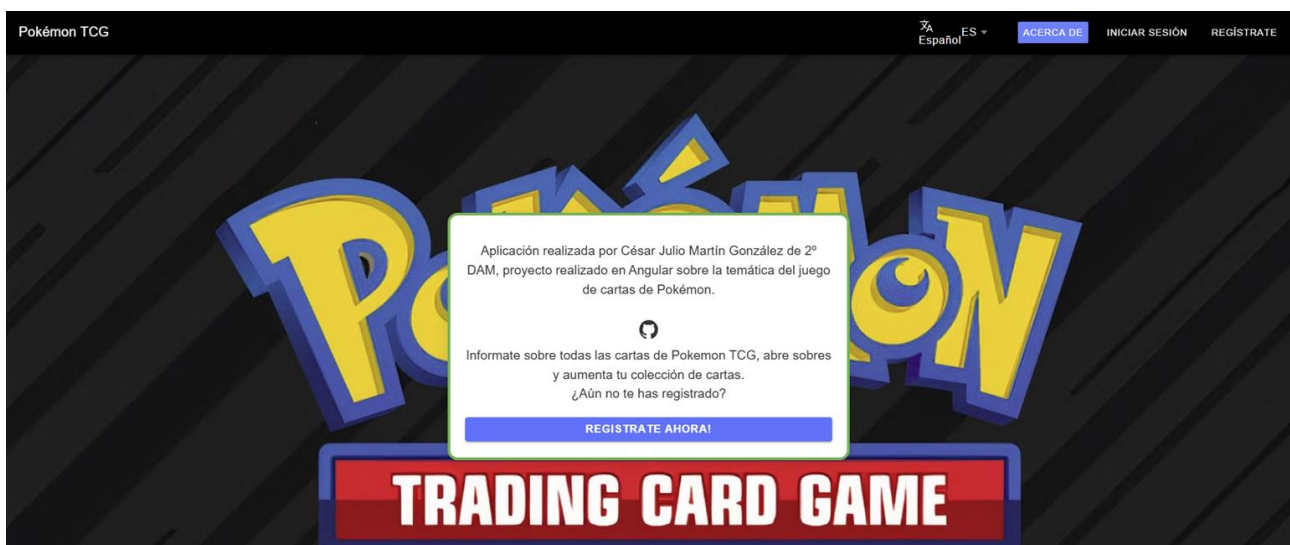 Pokémon TCG
Español ES
ACERCA DE
INICIAR SESIÓN
REGÍSTRATE
POKÉMON
Aplicación realizada por César Julio Martín González de 2º
DAM, proyecto realizado en Angular sobre la temática del juego
de cartas de Pokémon.
Informate sobre todas las cartas de Pokemon TCG, abre sobres
y aumenta tu colección de cartas.
¿Aún no te has registrado?
REGISTRATE AHORA!
TRADING CARD GAME